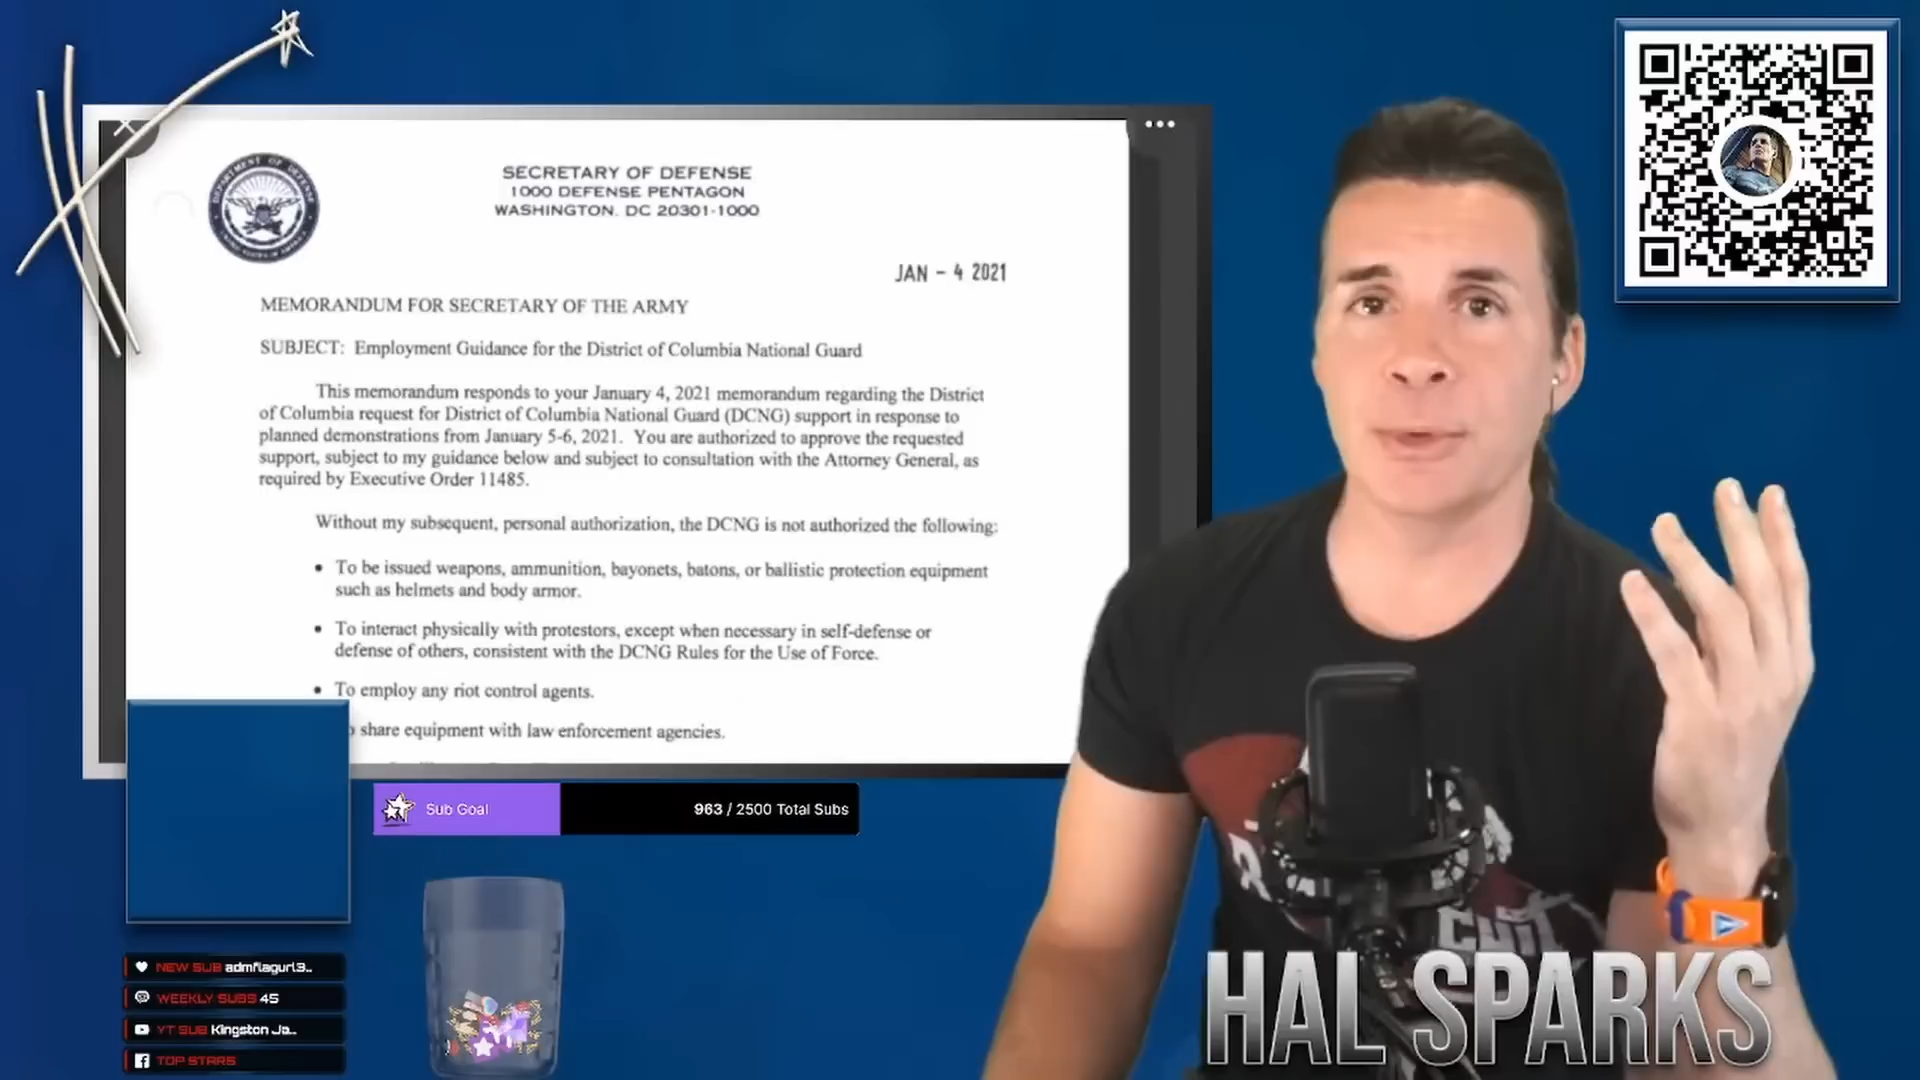 SECRETARY OF DEFENSE
1000 DEFENSE PENTAGON
WASHINGTON, DC 20301-1000
JAN - 4 2021
MEMORANDUM FOR SECRETARY OF THE ARMY
SUBJECT: Employment Guidance for the District of Columbia National Guard
This memorandum responds to your January 4, 2021 memorandum regarding the District
of Columbia request for District of Columbia National Guard (DCNG) support in response to
planned demonstrations from January 5-6, 2021. You are authorized to approve the requested
support, subject to my guidance below and subject to consultation with the Attorney General, as
required by Executive Order 11485.
Without my subsequent, personal authorization, the DCNG is not authorized the following:
• To be issued weapons, ammunition, bayonets, batons, or ballistic protection equipment
such as helmets and body armor.
• To interact physically with protestors, except when necessary in self-defense or
defense of others, consistent with the DCNG Rules for the Use of Force.
• To employ any riot control agents.
share equipment with law enforcement agencies.
Sub Goal
963 / 2500 Total Subs
NEW SUB admflagurl3..
WEEKLY SUBS 45
YT SUB Kingston Ja..
TOP STARS
HAL SPARKS